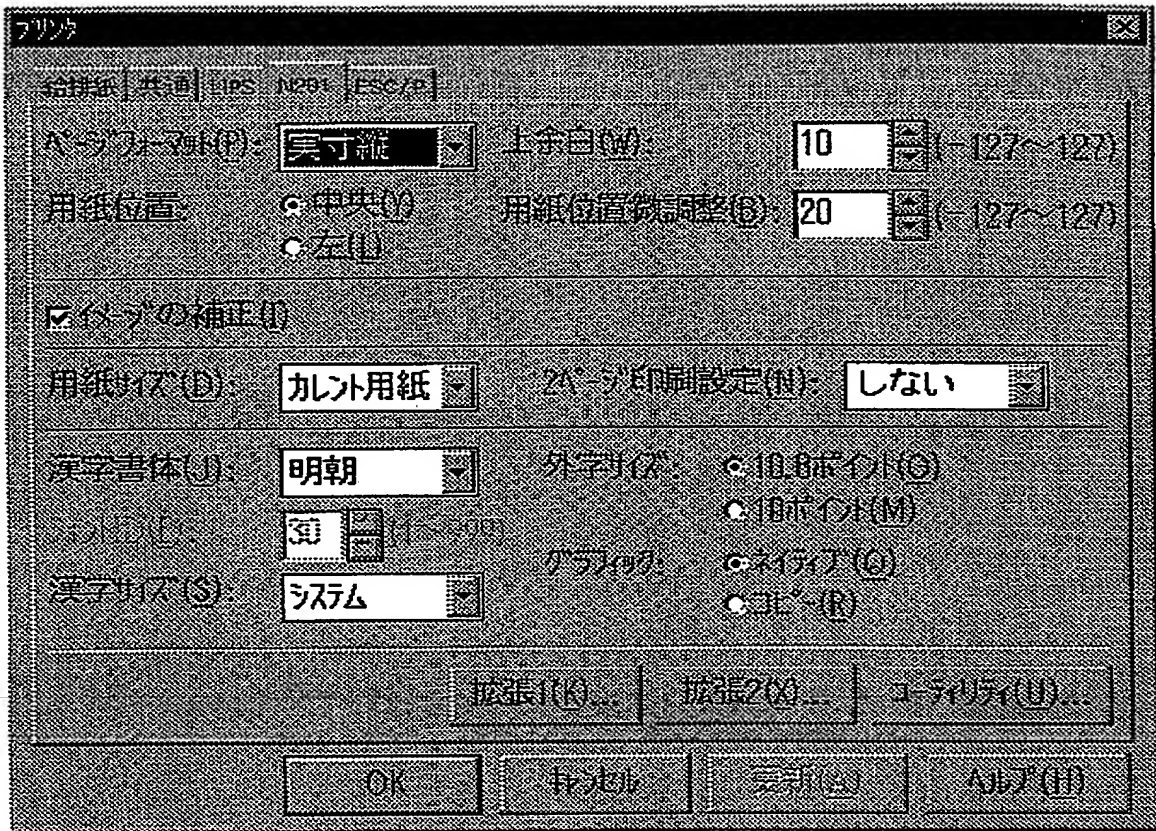 プリンタ
給排紙 共通 LIPS N201 ESC/P
ページフォーマット(P): 実寸縦 上余白(W): 10 (-127～127)
用紙位置: 中央(Y) 用紙位置微調整(B): 20 (-127～127)
左(L)
イメージの補正(I)
用紙サイズ(D): カレント用紙 2ページ印刷設定(N): しない
漢字書体(J): 明朝 外字サイズ:
10ポイント(M)
30
グラフィック: ネイティブ(Q)
漢字サイズ(S): システム コピー(R)
拡張1(K)... 拡張2(X)... ユーティリティ(U)...
OK キャンセル 更新(A) ヘルプ(H)